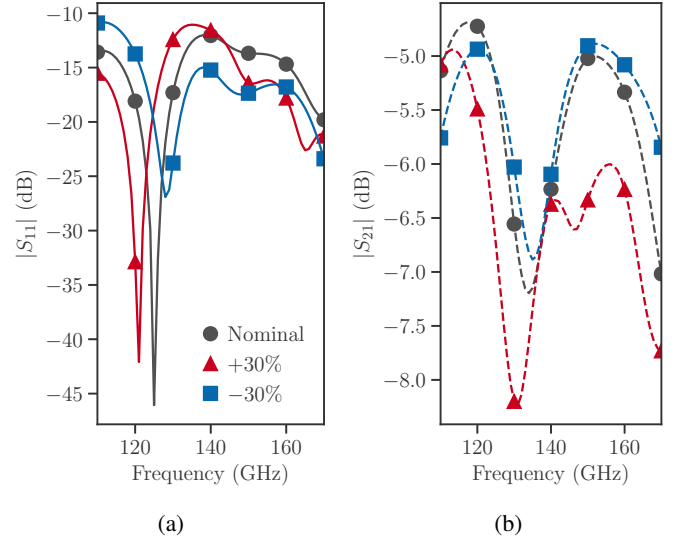 −10
−15
−20
−25
−30
−35
−40
−45
|S11| (dB)
Nominal
+30%
−30%
120 140 160
Frequency (GHz)
(a)
−5.0
−5.5
−6.0
−6.5
−7.0
−7.5
−8.0
|S21| (dB)
120 140 160
Frequency (GHz)
(b)